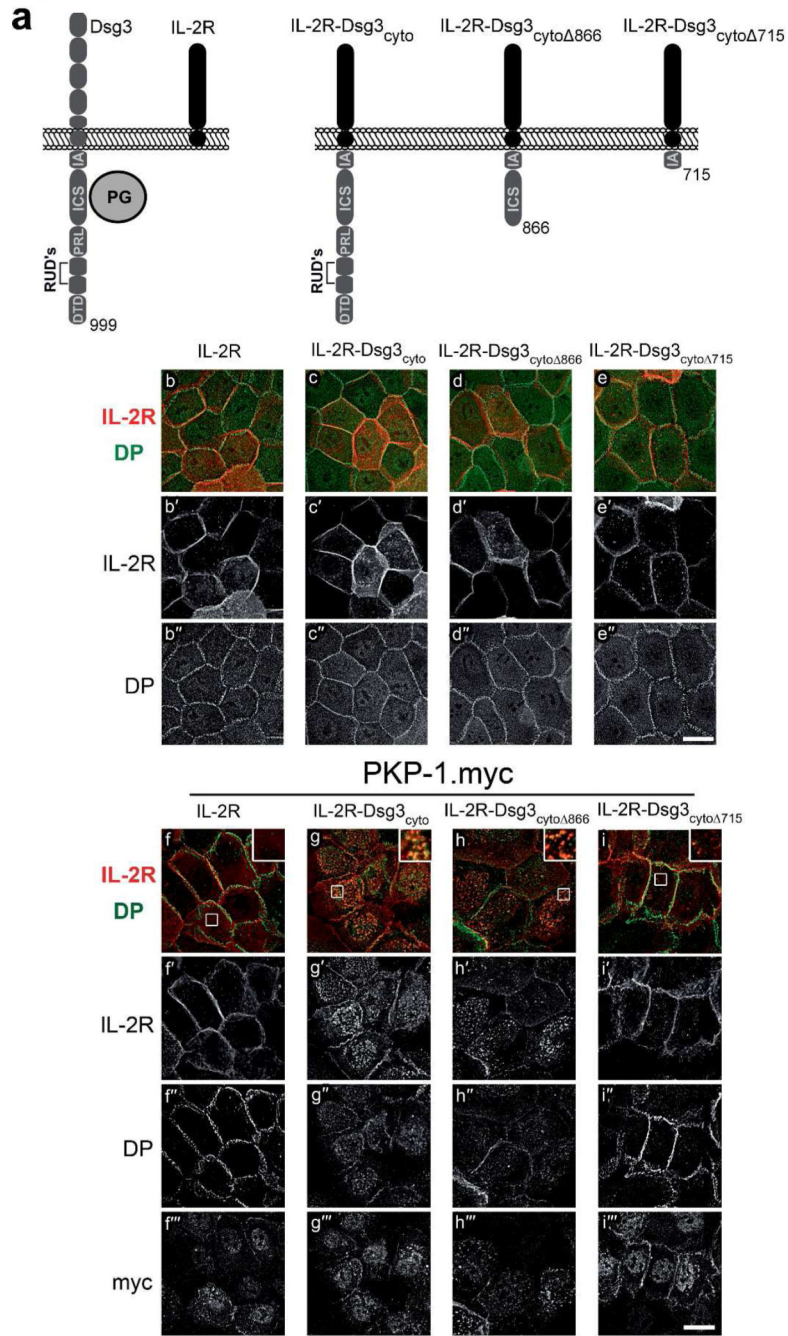 a
Dsg3
IL-2R
IL-2R-Dsg3cyto
IL-2R-Dsg3cytoΔ866
IL-2R-Dsg3cytoΔ715
IA
ICS
PG
PRL
RUD's
DTD
999
IA
ICS
PRL
RUD's
DTD
IA
ICS
866
IA
715
IL-2R
IL-2R-Dsg3cyto
IL-2R-Dsg3cytoΔ866
IL-2R-Dsg3cytoΔ715
IL-2R
DP
b
c
d
e
IL-2R
b′
c′
d′
e′
DP
b″
c″
d″
e″
PKP-1.myc
IL-2R
IL-2R-Dsg3cyto
IL-2R-Dsg3cytoΔ866
IL-2R-Dsg3cytoΔ715
IL-2R
DP
f
g
h
i
IL-2R
f′
g′
h′
i′
DP
f″
g″
h″
i″
myc
f‴
g‴
h‴
i‴